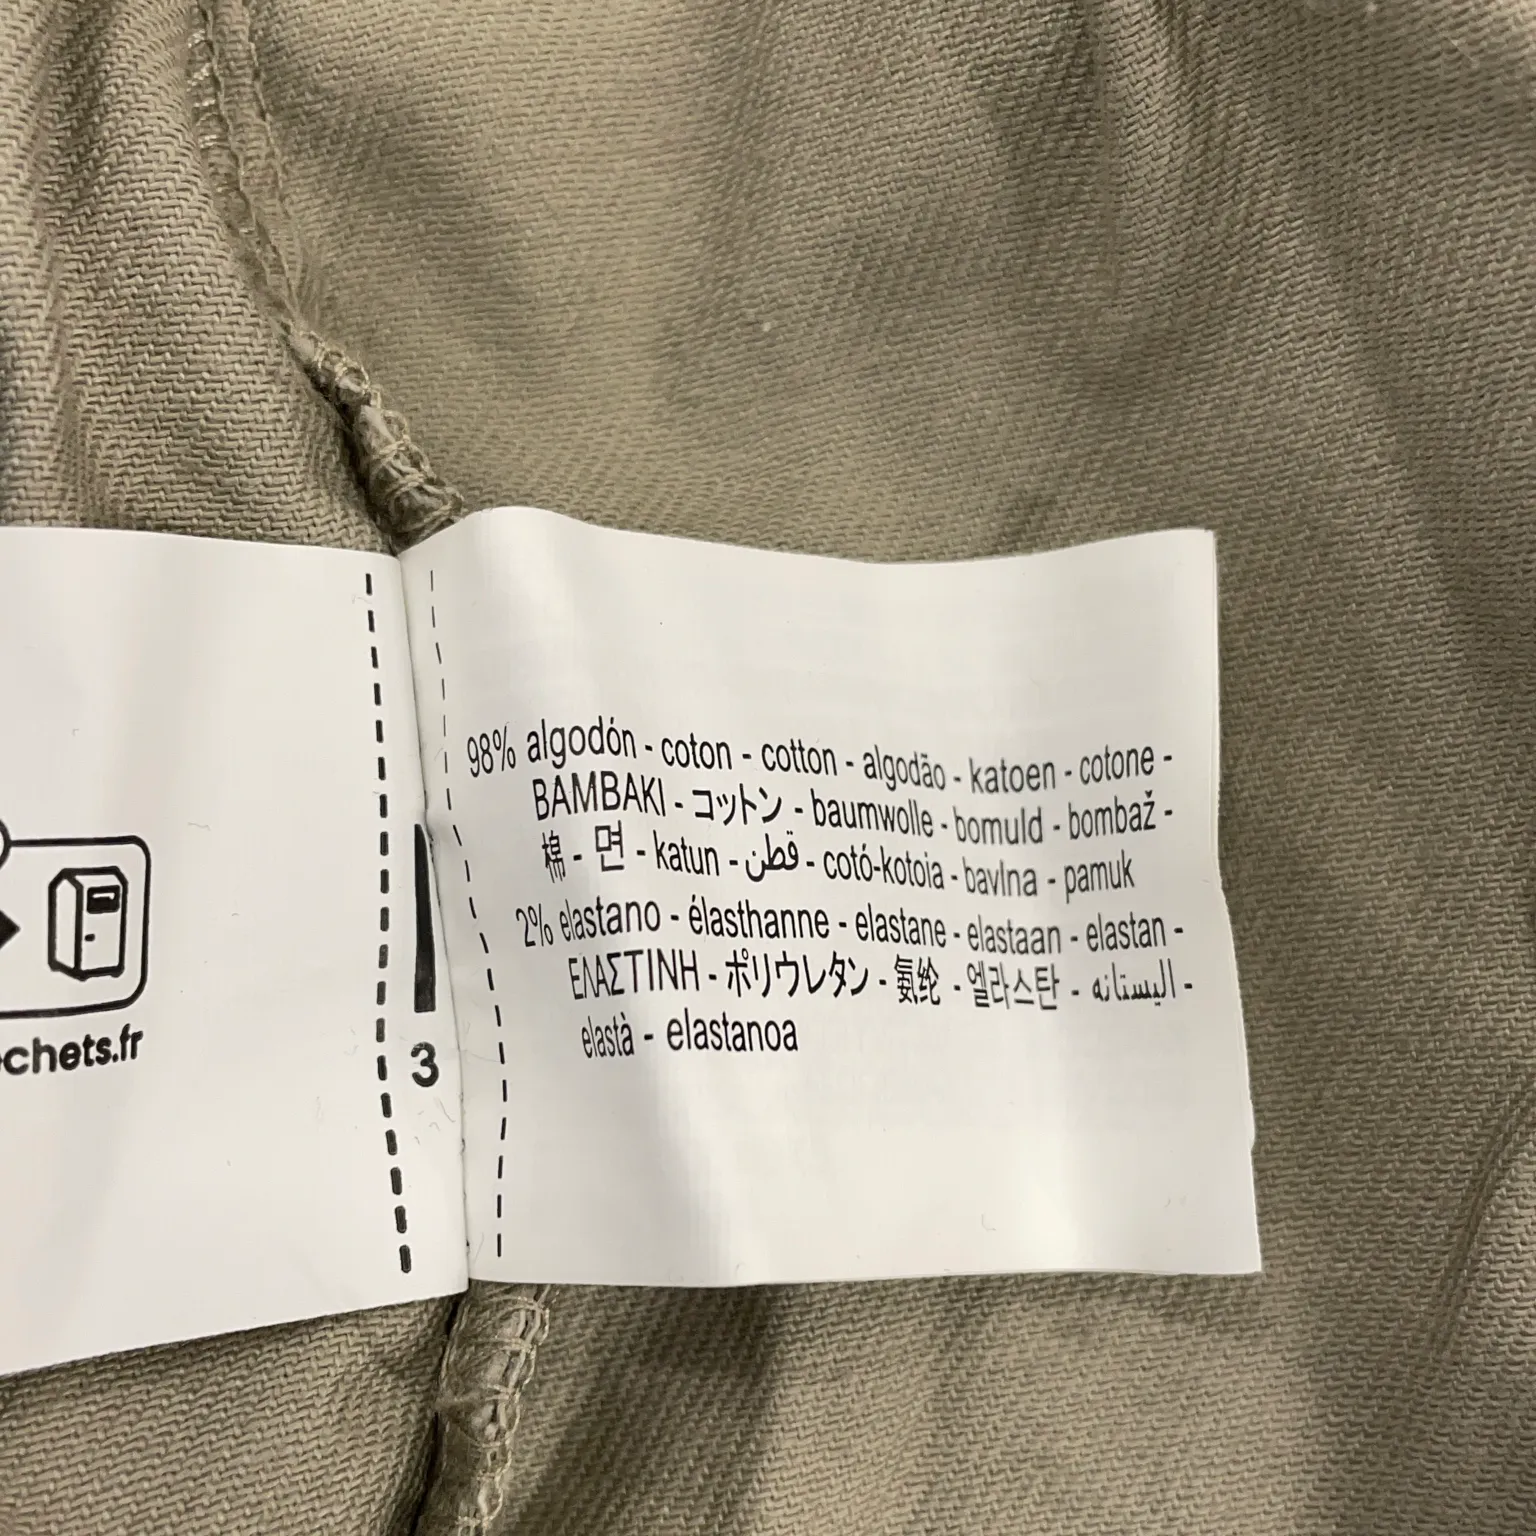 chets.fr
3
98% algodón - coton - cotton - algodão - katoen - cotone -
BAMBAKI - コットン - baumwolle - bomuld - bombaž -
棉 - 면 - katun - قطن - cotó-kotoia - bavlna - pamuk
2% elastano - élasthanne - elastane - elastaan - elastan -
ΕΛΑΣΤΙΝΗ - ポリウレタン - 氨纶 - 엘라스탄 - اليستانه -
elastà - elastanoa